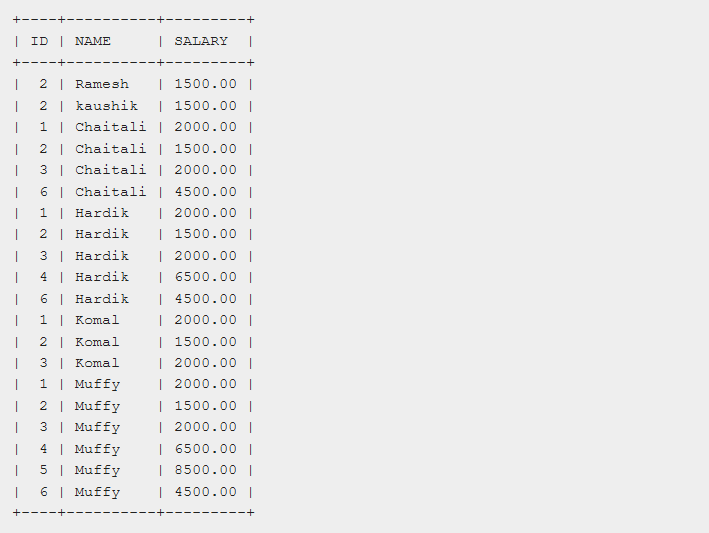 +----+----------+---------+
| ID | NAME     | SALARY  |
+----+----------+---------+
|  2 | Ramesh   | 1500.00 |
|  2 | kaushik  | 1500.00 |
|  1 | Chaitali | 2000.00 |
|  2 | Chaitali | 1500.00 |
|  3 | Chaitali | 2000.00 |
|  6 | Chaitali | 4500.00 |
|  1 | Hardik   | 2000.00 |
|  2 | Hardik   | 1500.00 |
|  3 | Hardik   | 2000.00 |
|  4 | Hardik   | 6500.00 |
|  6 | Hardik   | 4500.00 |
|  1 | Komal    | 2000.00 |
|  2 | Komal    | 1500.00 |
|  3 | Komal    | 2000.00 |
|  1 | Muffy    | 2000.00 |
|  2 | Muffy    | 1500.00 |
|  3 | Muffy    | 2000.00 |
|  4 | Muffy    | 6500.00 |
|  5 | Muffy    | 8500.00 |
|  6 | Muffy    | 4500.00 |
+----+----------+---------+